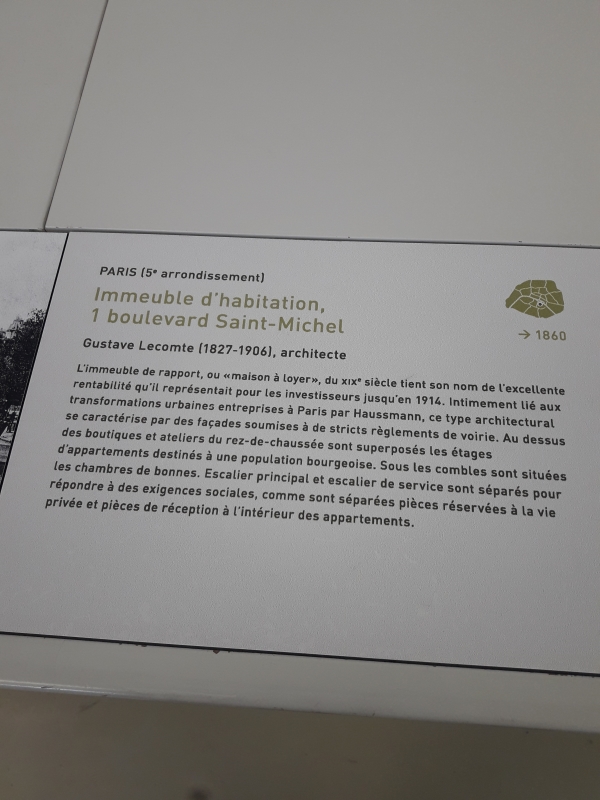 PARIS (5e arrondissement)
Immeuble d'habitation,
1 boulevard Saint-Michel
→ 1860
Gustave Lecomte (1827-1906), architecte
L'immeuble de rapport, ou «maison à loyer», du XIXe siècle tient son nom de l'excellente
rentabilité qu'il représentait pour les investisseurs jusqu'en 1914. Intimement lié aux
transformations urbaines entreprises à Paris par Haussmann, ce type architectural
se caractérise par des façades soumises à de stricts règlements de voirie. Au dessus
des boutiques et ateliers du rez-de-chaussée sont superposés les étages
d'appartements destinés à une population bourgeoise. Sous les combles sont situées
les chambres de bonnes. Escalier principal et escalier de service sont séparés pour
répondre à des exigences sociales, comme sont séparées pièces réservées à la vie
privée et pièces de réception à l'intérieur des appartements.